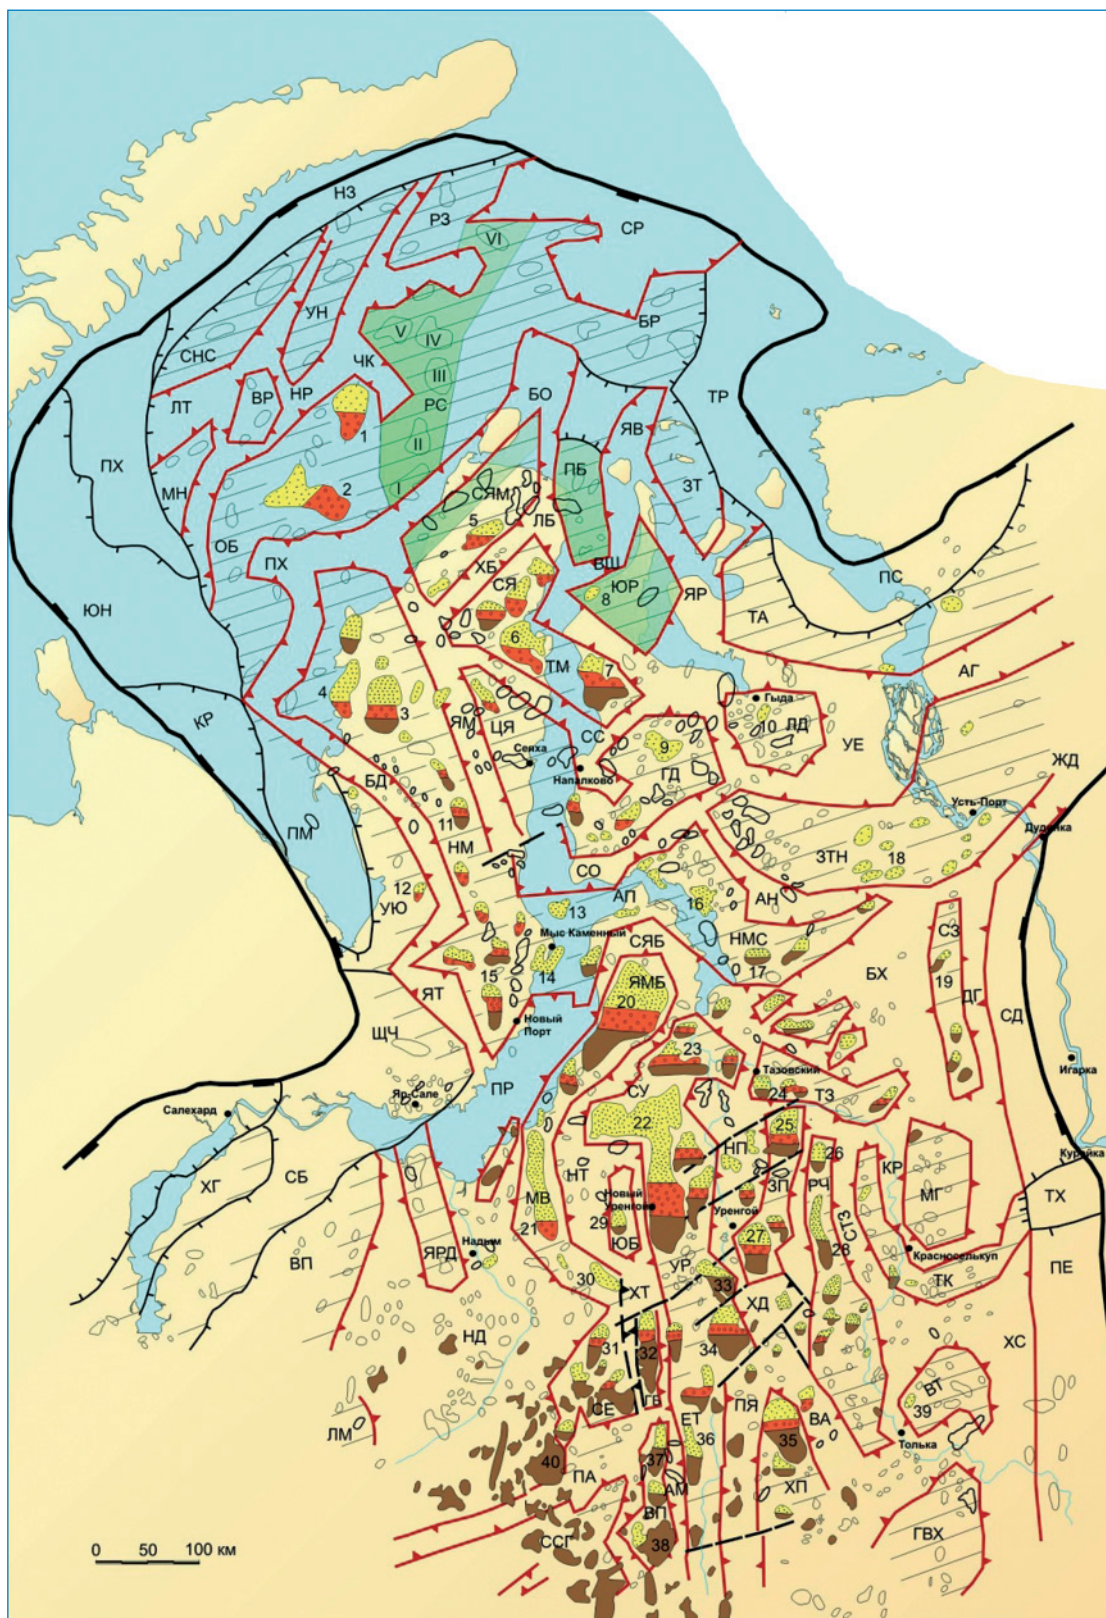 НЗ
РЗ
VI
СР
УН
БР
СНС
V
IV
ЧК
III
ЛТ
ВР
НР
РС
БО
ТР
1
II
ЯВ
ПХ
МН
2
I
СЯМ
ПБ
ЗТ
5
ЛБ
ОБ
ПХ
ХБ
СЯ
ВШ
ЮР
8
ЯР
ПС
ЮН
ТА
6
ТМ
7
АГ
4
3
ЯМ
ЦЯ
Гыда
10
ЛД
КР
СС
9
УЕ
Сеяха
Напалково
ГД
ЖД
БД
Усть-Порт
ПМ
11
Дудинка
НМ
ЗТН
18
СО
12
АП
АН
УЮ
13
16
СЯБ
НМС
СЗ
Мыс Каменный
14
17
15
БХ
19
ЯТ
ЯМБ
20
ДГ
СД
ЩЧ
Новый
Порт
23
Игарка
Тазовский
ПР
СУ
24
ТЗ
Яр-Сале
Салехард
22
25
НП
26
Курейка
ХГ
СБ
НТ
ЗП
РЧ
КР
МГ
ТХ
МВ
Новый
Уренгой
29
Уренгой
21
ЮБ
27
СТЗ
28
Красноселькуп
ЯРД
Надым
ВП
УР
ПЕ
30
ХТ
33
ТК
ХД
НД
31
32
34
ХС
ВТ
ГБ
СЕ
ЕТ
ПЯ
39
ЛМ
36
35
ВА
Толька
40
37
ПА
АМ
ХП
ВП
ССГ
38
ГВХ
0 50 100 км